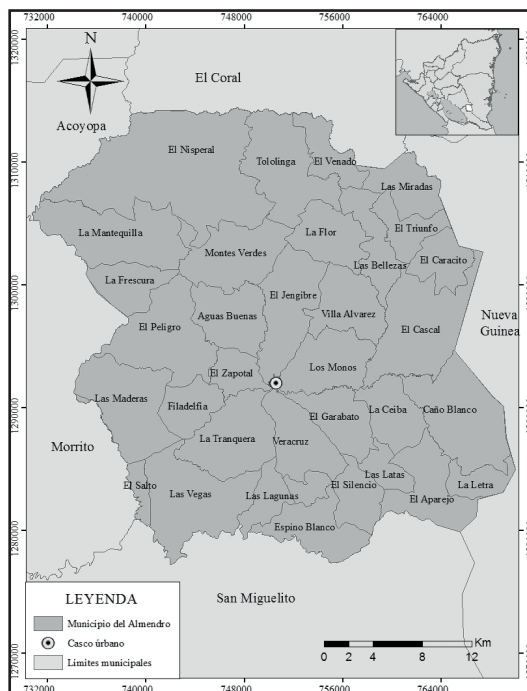 732000 740000 748000 756000 764000
1320000
N
El Coral
Acoyopa
El Nisperal
Tololinga
El Venado
1310000
Las Miradas
La Mantequilla
La Flor
El Triunfo
Montes Verdes
El Caracito
Las Bellezas
La Frescura
1300000
El Jengibre
Nueva
Guinea
Aguas Buenas
Villa Alvarez
El Peligro
El Cascal
El Zapotal
Los Monos
Las Maderas
Filadelfía
1290000
El Garabato
La Ceiba
Caño Blanco
Morrito
La Tranquera
Veracruz
El Salto
Las Vegas
Las Lagunas
El Silencio
Las Latas
La Letra
El Aparejo
Espino Blanco
1280000
San Miguelito
LEYENDA
Municipio del Almendro
Casco úrbano
Limites municipales
Km
0 2 4 8 12
1270000
732000 740000 748000 756000 764000